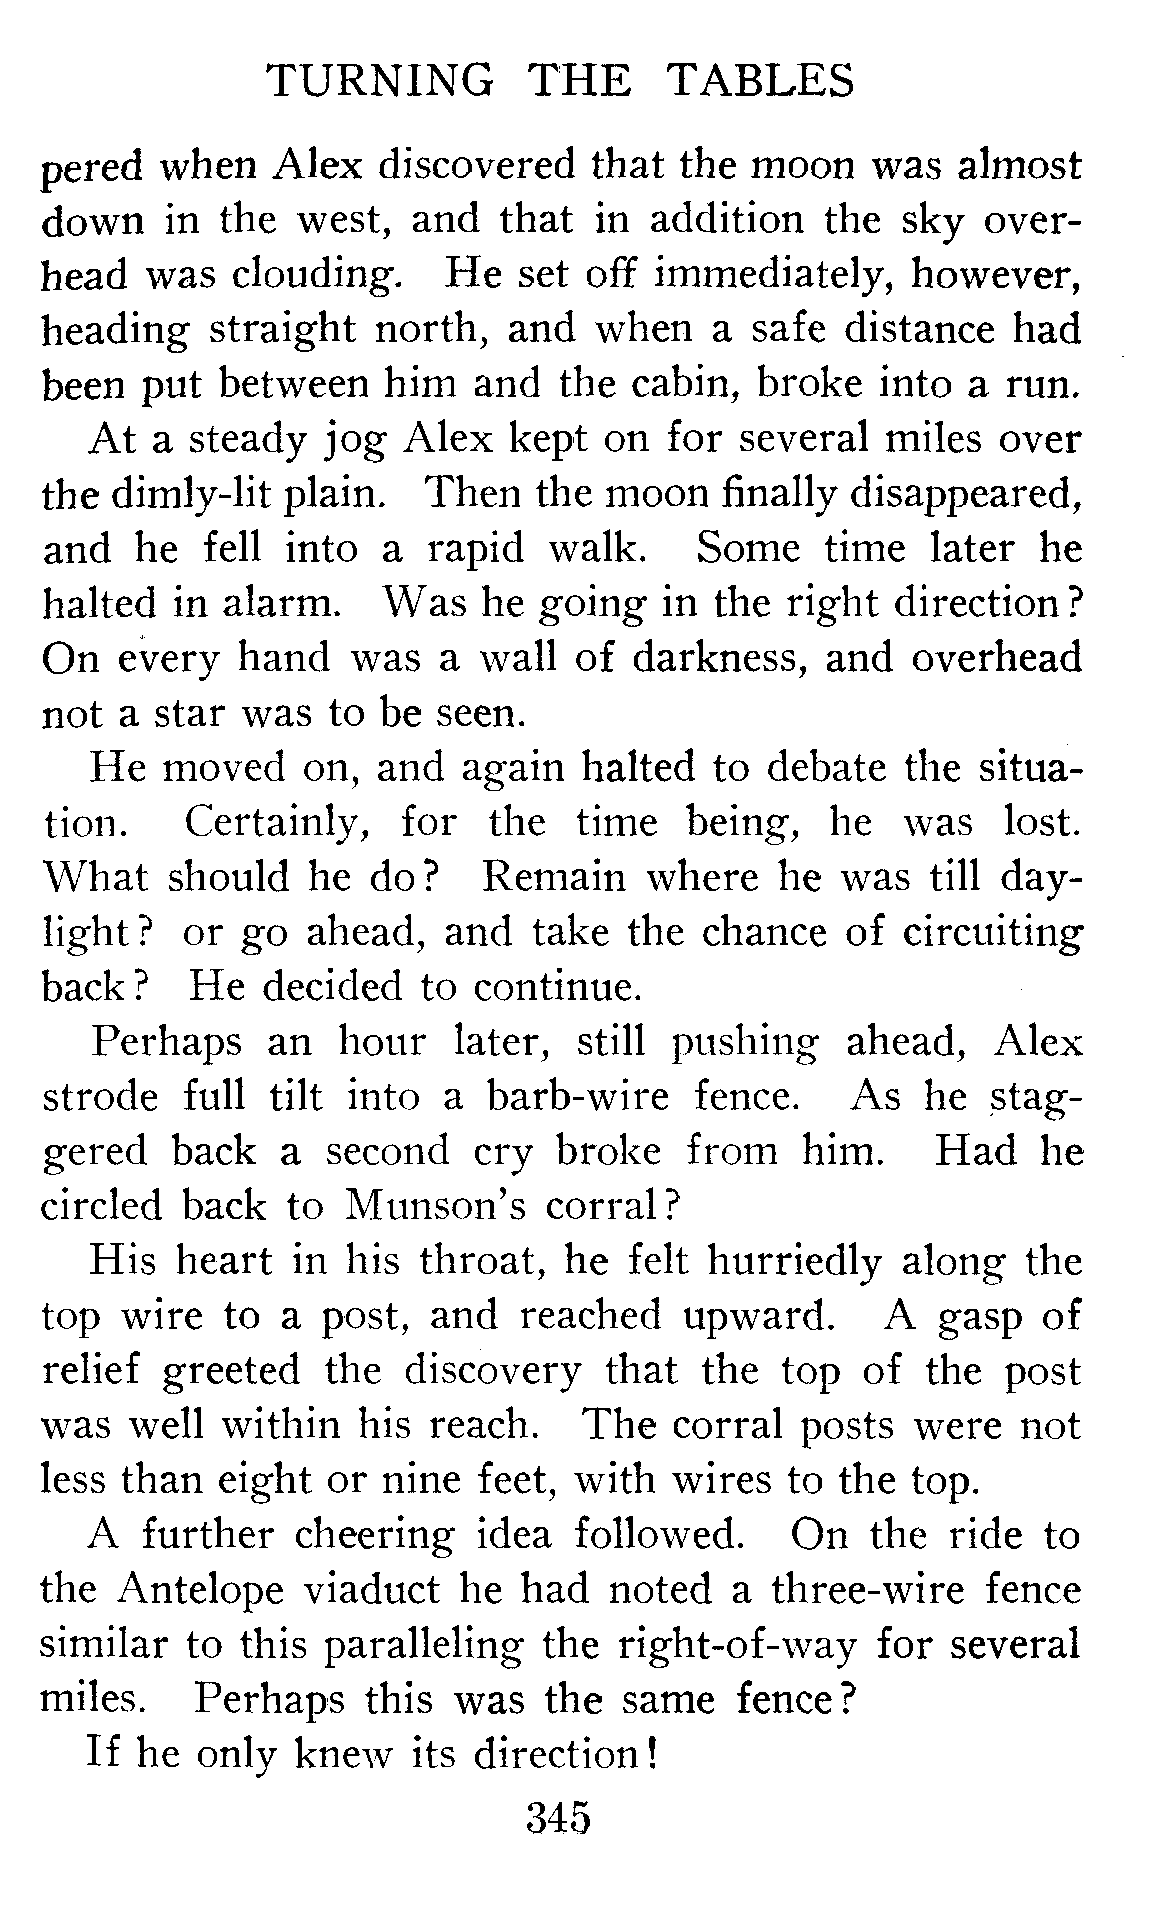 TURNING THE TABLES
pered when Alex discovered that the moon was almost
down in the west, and that in addition the sky over-
head was clouding. He set off immediately, however,
heading straight north, and when a safe distance had
been put between him and the cabin, broke into a run.
At a steady jog Alex kept on for several miles over
the dimly-lit plain. Then the moon finally disappeared,
and he fell into a rapid walk. Some time later he
halted in alarm. Was he going in the right direction?
On every hand was a wall of darkness, and overhead
not a star was to be seen.
He moved on, and again halted to debate the situa-
tion. Certainly, for the time being, he was lost.
What should he do? Remain where he was till day-
light? or go ahead, and take the chance of circuiting
back? He decided to continue.
Perhaps an hour later, still pushing ahead, Alex
strode full tilt into a barb-wire fence. As he stag-
gered back a second cry broke from him. Had he
circled back to Munson's corral?
His heart in his throat, he felt hurriedly along the
top wire to a post, and reached upward. A gasp of
relief greeted the discovery that the top of the post
was well within his reach. The corral posts were not
less than eight or nine feet, with wires to the top.
A further cheering idea followed. On the ride to
the Antelope viaduct he had noted a three-wire fence
similar to this paralleling the right-of-way for several
miles. Perhaps this was the same fence?
If he only knew its direction!
345